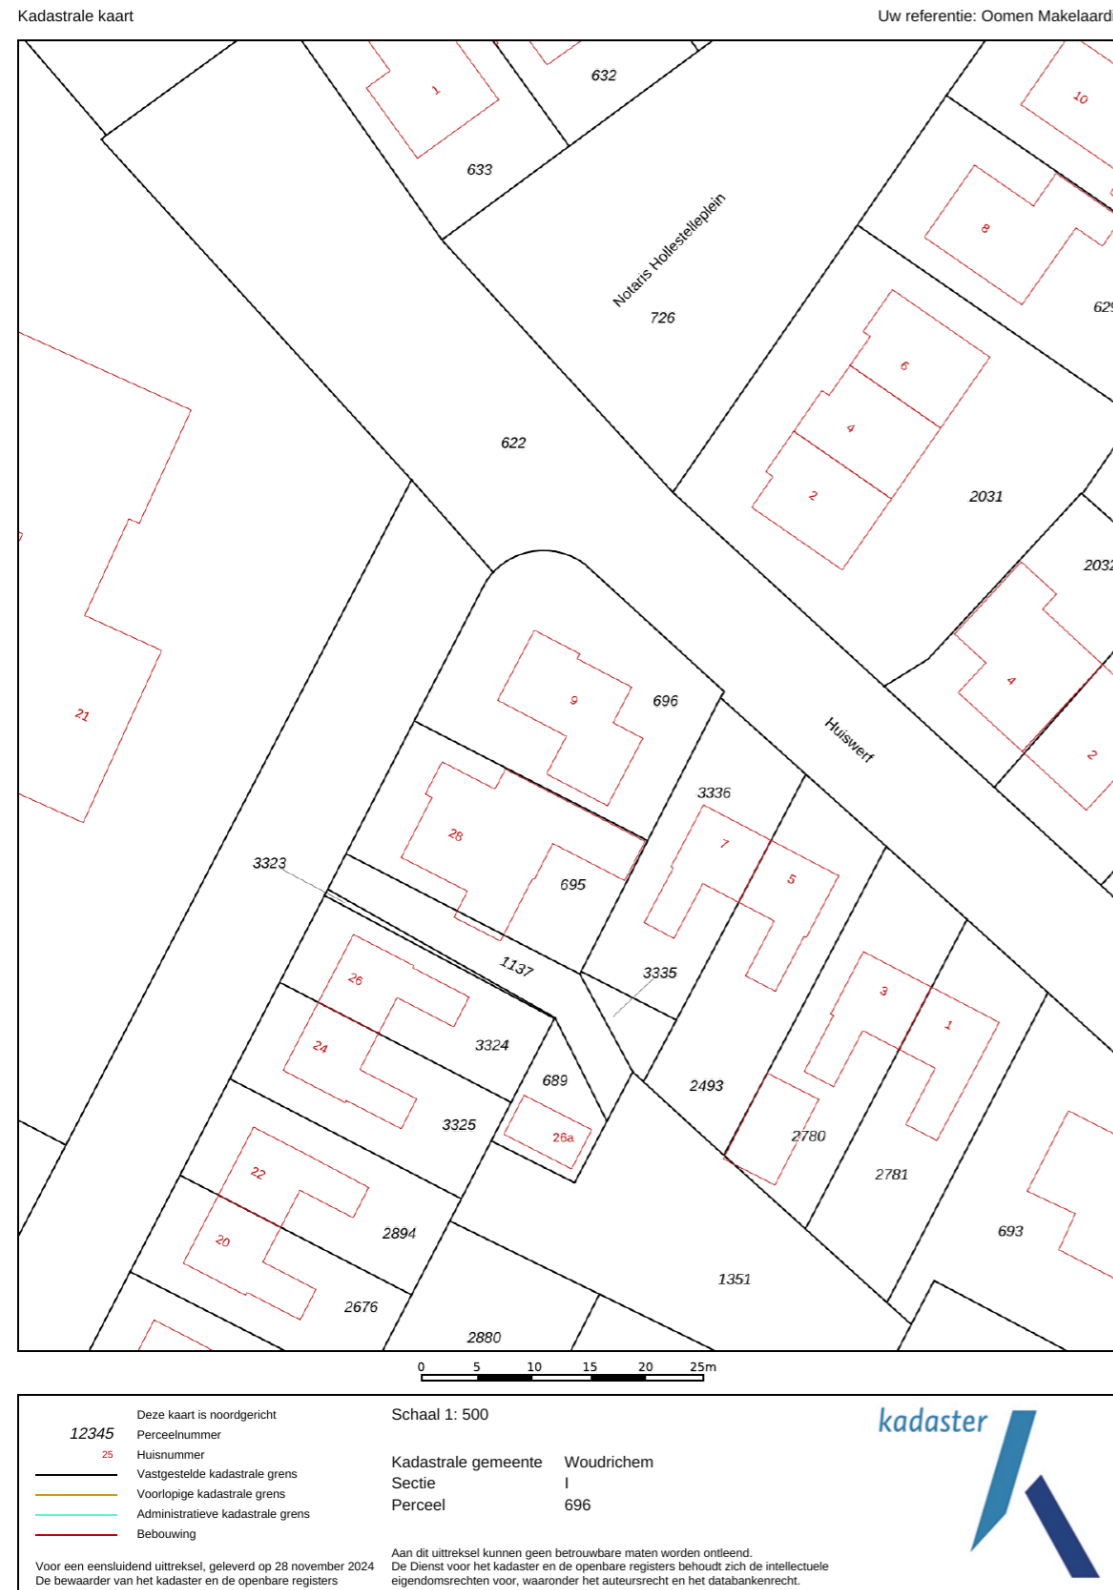 Kadastrale kaart
Uw referentie: Oomen Makelaardi
632
1
10
633
8
Notaris Hollestelleplein
726
629
6
4
622
2
2031
2032
21
9
696
4
Huiswerf
2
3336
28
7
5
3323
695
1137
3335
26
3
1
3324
24
689
2493
3325
26a
2780
22
2781
2894
693
20
1351
2676
2880
0 5 10 15 20 25m
Deze kaart is noordgericht
12345 Perceelnummer
25 Huisnummer
Vastgestelde kadastrale grens
Voorlopige kadastrale grens
Administratieve kadastrale grens
Bebouwing
Voor een eensluidend uittreksel, geleverd op 28 november 2024
De bewaarder van het kadaster en de openbare registers
Schaal 1: 500
Kadastrale gemeente Woudrichem
Sectie I
Perceel 696
Aan dit uittreksel kunnen geen betrouwbare maten worden ontleend.
De Dienst voor het kadaster en de openbare registers behoudt zich de intellectuele
eigendomsrechten voor, waaronder het auteursrecht en het databankenrecht.
kadaster